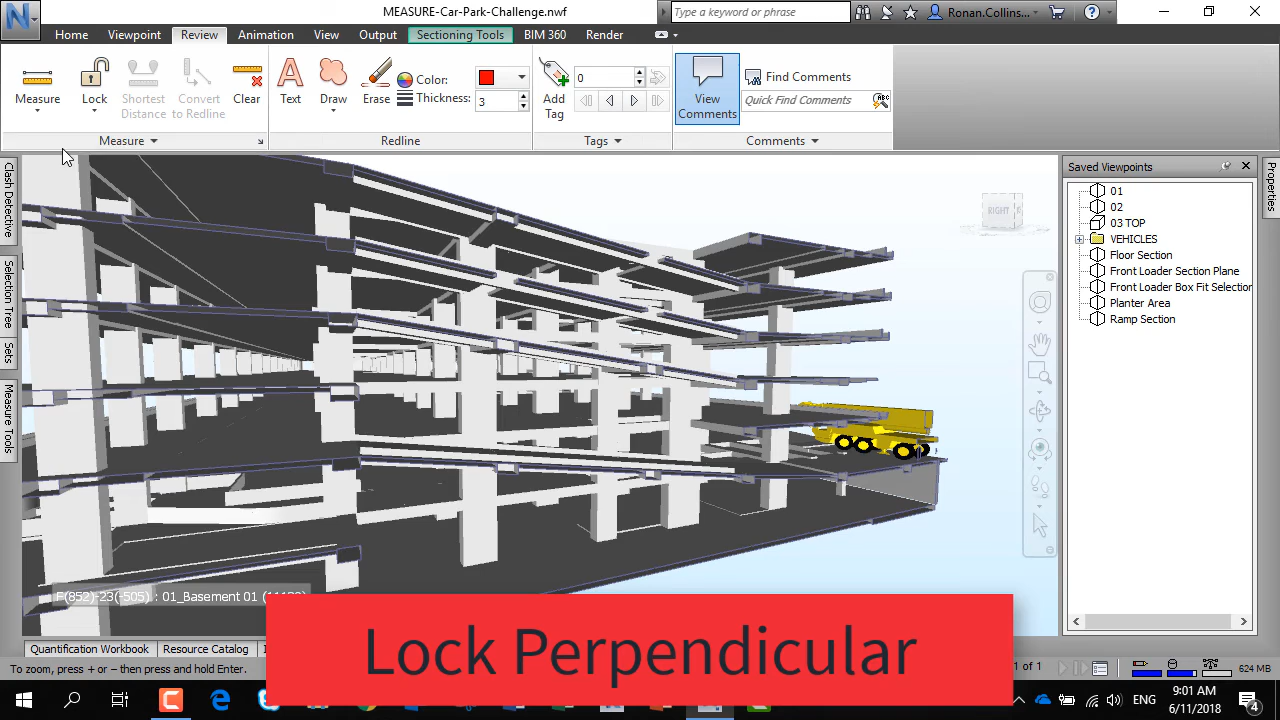 MEASURE-Car-Park-Challenge.nwf
Type a keyword or phrase
Ronan.Collins...
Home Viewpoint Review Animation View Output Sectioning Tools BIM 360 Render
Measure
Lock
Shortest
Distance
Convert
to Redline
Clear
Text
Draw
Erase
Color:
Thickness: 3
Add
Tag
0
View
Comments
Find Comments
Quick Find Comments
ABC
Measure Redline Tags Comments
Clash Detective
Selection Tree
Sets
Measure Tools
RIGHT
Saved Viewpoints
01
02
03 TOP
VEHICLES
Floor Section
Front Loader Section Plane
Front Loader Box Fit Selection
Planter Area
Ramp Section
Properties
F(852)-23(-505) : 01_Basement 01
Lock Perpendicular
Quantification Workbook Resource Catalog
To zoom, press + or – then press and hold Enter.
1 of 1
624 MB
ENG
9:01 AM
6/11/2018
4